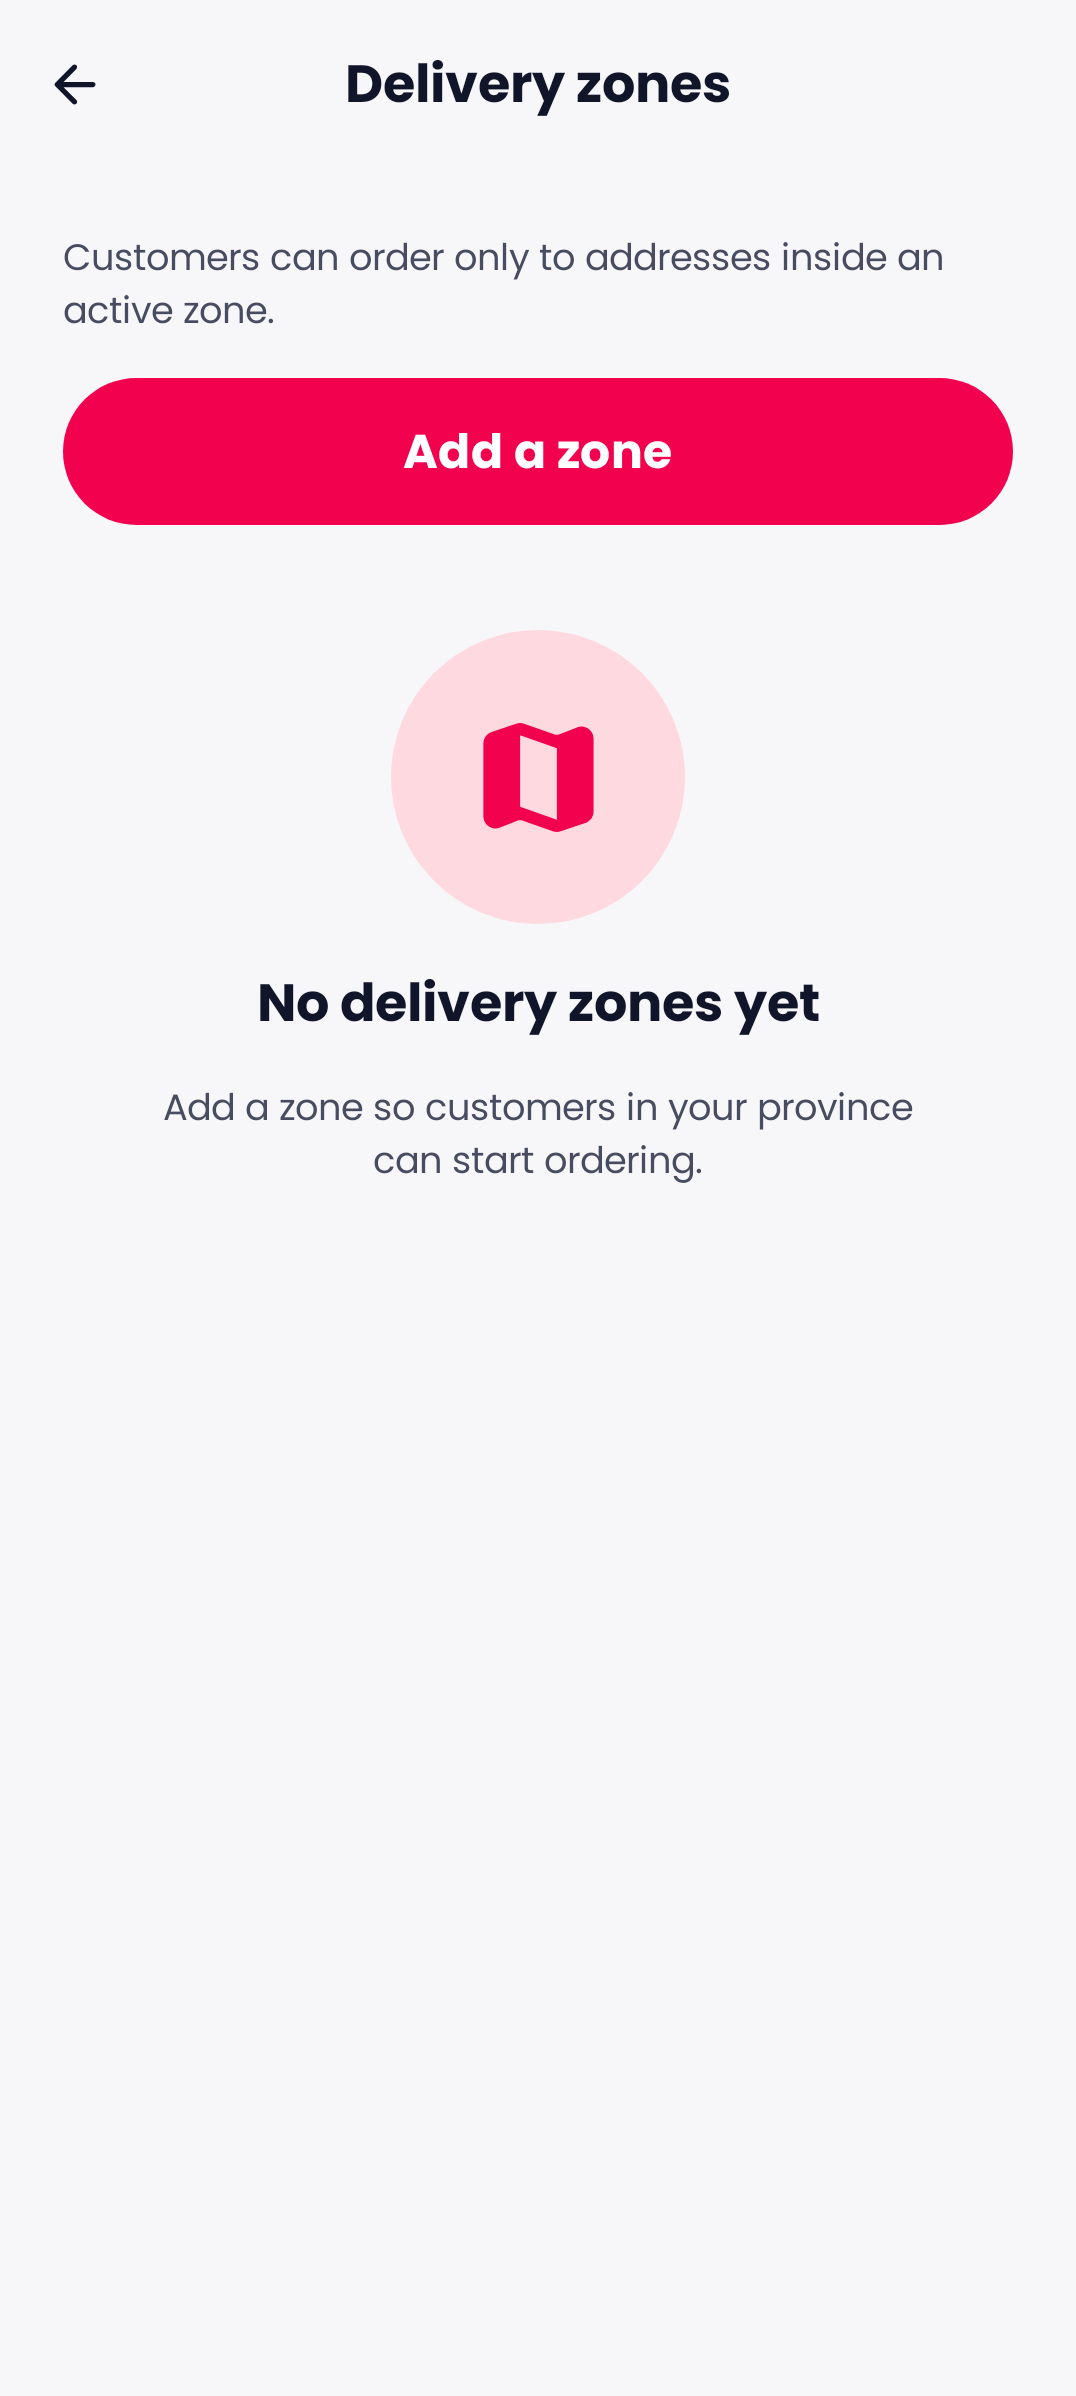 Delivery zones
Customers can order only to addresses inside an
active zone.
Add a zone
No delivery zones yet
Add a zone so customers in your province
can start ordering.